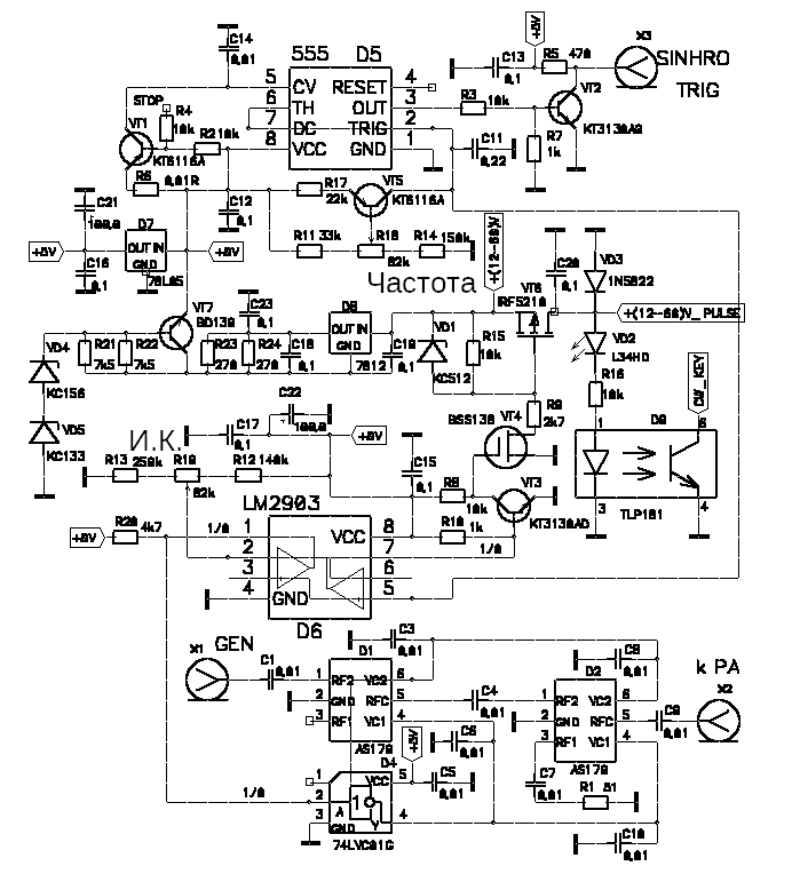 C14
0,01
555 D5
5 CV RESET 4
6 TH OUT 3
7 DC TRIG 2
8 VCC GND 1
STOP
R4
10k
VT1
R2 10k
KT6116A
R6 0,01R
C13
0,1
+5V
R5 470
X3
SINHRO
TRIG
R3 10k
VT2
KT3130A9
R7
1k
C11
0,22
R17
22k
VT5
KT6116A
C21
100,0
C12
0,1
D7
OUT IN
GND
78L05
+5V
+8V
C16
0,1
R11 33k
R18
82k
R14 150k
Частота
+(12--60)V
VT6
IRF5210
C20
0,1
VD3
1N5822
+(12--60)V_PULSE
VD2
L34HD
R16
10k
CW_KEY
VT7
BD139
C23
0,1
D8
OUT IN
GND
7812
C18
0,1
C19
0,1
VD1
KC512
R15
10k
VD4
KC156
R21
7k5
R22
7k5
R23
270
R24
270
VD5
KC133
C22
100,0
C17
0,1
+5V
И.К.
R13 250k
R19
82k
R12 140k
C15
0,1
BSS138
VT4
R9
2k7
R8
10k
VT3
KT3130A9
R10 1k
D9
1
6
3
4
TLP181
LM2903
+5V
R20
4k7
1/0
1 VCC 8
2 7
3 6
4 GND 5
1/0
D6
X1
GEN
C1
0,01
C3
0,01
D1
1 RF2 VC2 6
2 GND RFC 5
3 RF1 VC1 4
AS179
C4
0,01
C8
0,01
D2
1 RF2 VC2 6
2 GND RFC 5
3 RF1 VC1 4
AS179
k PA
X2
C9
0,01
C6
0,01
+3V
D4
1 VCC 5
2 A 1
3 GND Y 4
74LVC01G
C5
0,01
C7
0,01
R1 51
C10
0,01
1/0